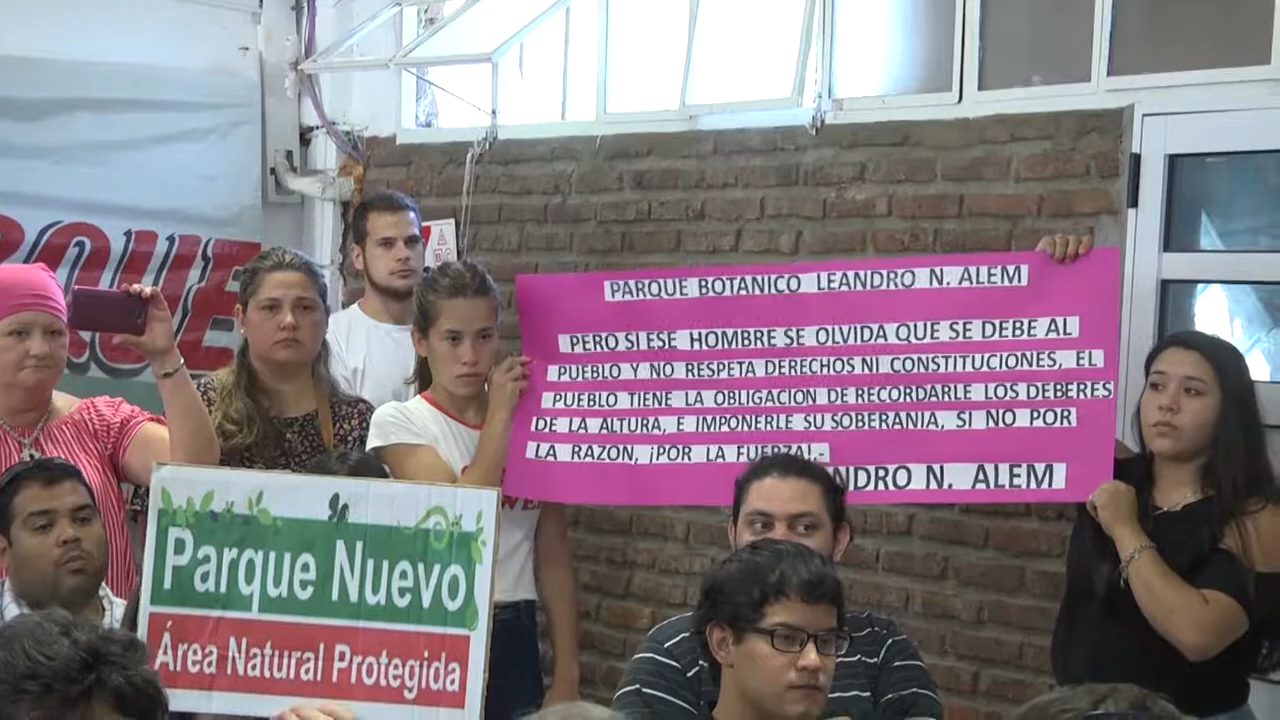 PARQUE BOTANICO LEANDRO N. ALEM
PERO SI ESE HOMBRE SE OLVIDA QUE SE DEBE AL
PUEBLO Y NO RESPETA DERECHOS NI CONSTITUCIONES, EL
PUEBLO TIENE LA OBLIGACION DE RECORDARLE LOS DEBERES
DE LA ALTURA, E IMPONERLE SU SOBERANIA, SI NO POR
LA RAZON, ¡POR LA FUERZA!.-
NDRO N. ALEM
Parque Nuevo
Área Natural Protegida